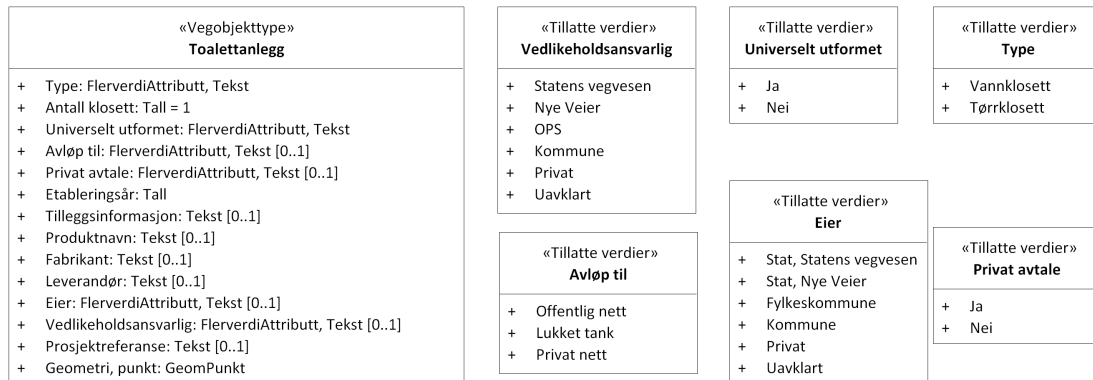 «Vegobjekttype»
Toalettanlegg
+ Type: FlerverdiAttributt, Tekst
+ Antall klosett: Tall = 1
+ Universelt utformet: FlerverdiAttributt, Tekst
+ Avløp til: FlerverdiAttributt, Tekst [0..1]
+ Privat avtale: FlerverdiAttributt, Tekst [0..1]
+ Etableringsår: Tall
+ Tilleggsinformasjon: Tekst [0..1]
+ Produktnavn: Tekst [0..1]
+ Fabrikant: Tekst [0..1]
+ Leverandør: Tekst [0..1]
+ Eier: FlerverdiAttributt, Tekst [0..1]
+ Vedlikeholdsansvarlig: FlerverdiAttributt, Tekst [0..1]
+ Prosjektreferanse: Tekst [0..1]
+ Geometri, punkt: GeomPunkt
«Tillatte verdier»
Vedlikeholdsansvarlig
+ Statens vegvesen
+ Nye Veier
+ OPS
+ Kommune
+ Privat
+ Uavklart
«Tillatte verdier»
Universelt utformet
+ Ja
+ Nei
«Tillatte verdier»
Type
+ Vannklosett
+ Tørrklosett
«Tillatte verdier»
Avløp til
+ Offentlig nett
+ Lukket tank
+ Privat nett
«Tillatte verdier»
Eier
+ Stat, Statens vegvesen
+ Stat, Nye Veier
+ Fylkeskommune
+ Kommune
+ Privat
+ Uavklart
«Tillatte verdier»
Privat avtale
+ Ja
+ Nei